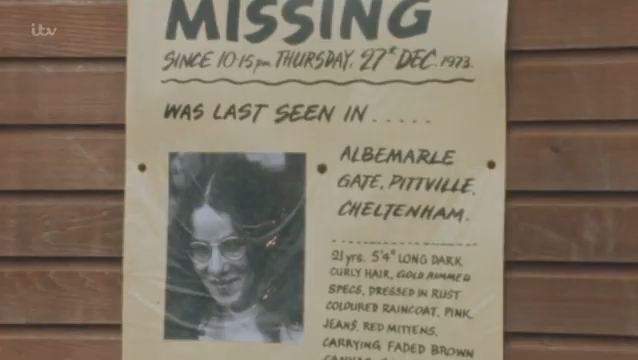 itv
MISSING
SINCE 10·15pm THURSDAY, 27th DEC. 1973.
WAS LAST SEEN IN .....
ALBEMARLE
GATE, PITTVILLE,
CHELTENHAM.
21 yrs. 5'4" LONG DARK
CURLY HAIR, GOLD RIMMED
SPECS, DRESSED IN RUST
COLOURED RAINCOAT, PINK
JEANS, RED MITTENS,
CARRYING FADED BROWN